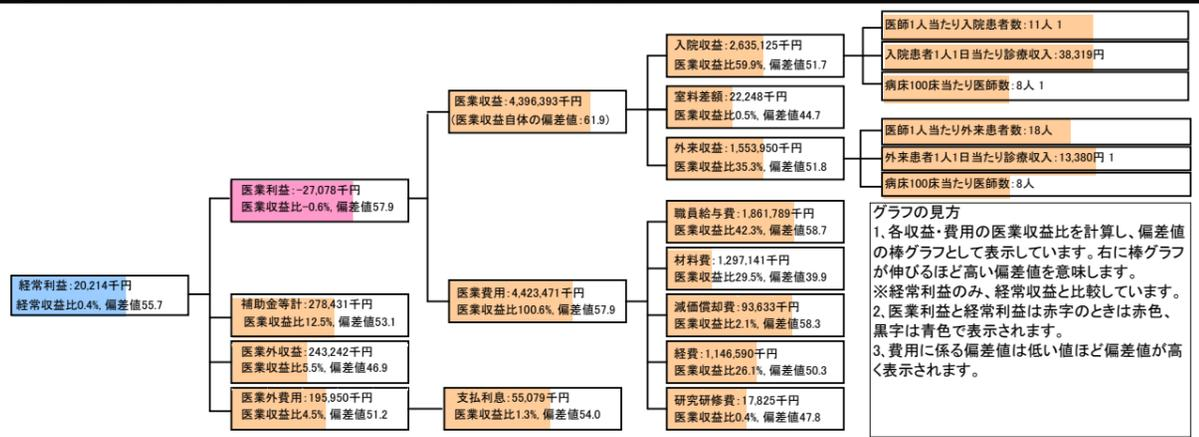 経常利益:20,214千円
経常収益比0.4%, 偏差値55.7
医業利益:-27,078千円
医業収益比-0.6%, 偏差値57.9
補助金等計:278,431千円
医業収益比12.5%, 偏差値53.1
医業外収益:243,242千円
医業収益比5.5%, 偏差値46.9
医業外費用:195,950千円
医業収益比4.5%, 偏差値51.2
医業収益:4,396,393千円
(医業収益自体の偏差値:61.9)
医業費用:4,423,471千円
医業収益比100.6%, 偏差値57.9
支払利息:55,079千円
医業収益比1.3%, 偏差値54.0
入院収益:2,635,125千円
医業収益比59.9%, 偏差値51.7
室料差額:22,248千円
医業収益比0.5%, 偏差値44.7
外来収益:1,553,950千円
医業収益比35.3%, 偏差値51.8
職員給与費:1,861,789千円
医業収益比42.3%, 偏差値58.7
材料費:1,297,141千円
医業収益比29.5%, 偏差値39.9
減価償却費:93,633千円
医業収益比2.1%, 偏差値58.3
経費:1,146,590千円
医業収益比26.1%, 偏差値50.3
研究研修費:17,825千円
医業収益比0.4%, 偏差値47.8
医師1人当たり入院患者数:11人 1
入院患者1人1日当たり診療収入:38,319円
病床100床当たり医師数:8人 1
医師1人当たり外来患者数:18人
外来患者1人1日当たり診療収入:13,380円 1
病床100床当たり医師数:8人
グラフの見方
1、各収益・費用の医業収益比を計算し、偏差値
の棒グラフとして表示しています。右に棒グラフ
が伸びるほど高い偏差値を意味します。
※経常利益のみ、経常収益と比較しています。
2、医業利益と経常利益は赤字のときは赤色、
黒字は青色で表示されます。
3、費用に係る偏差値は低い値ほど偏差値が高
く表示されます。